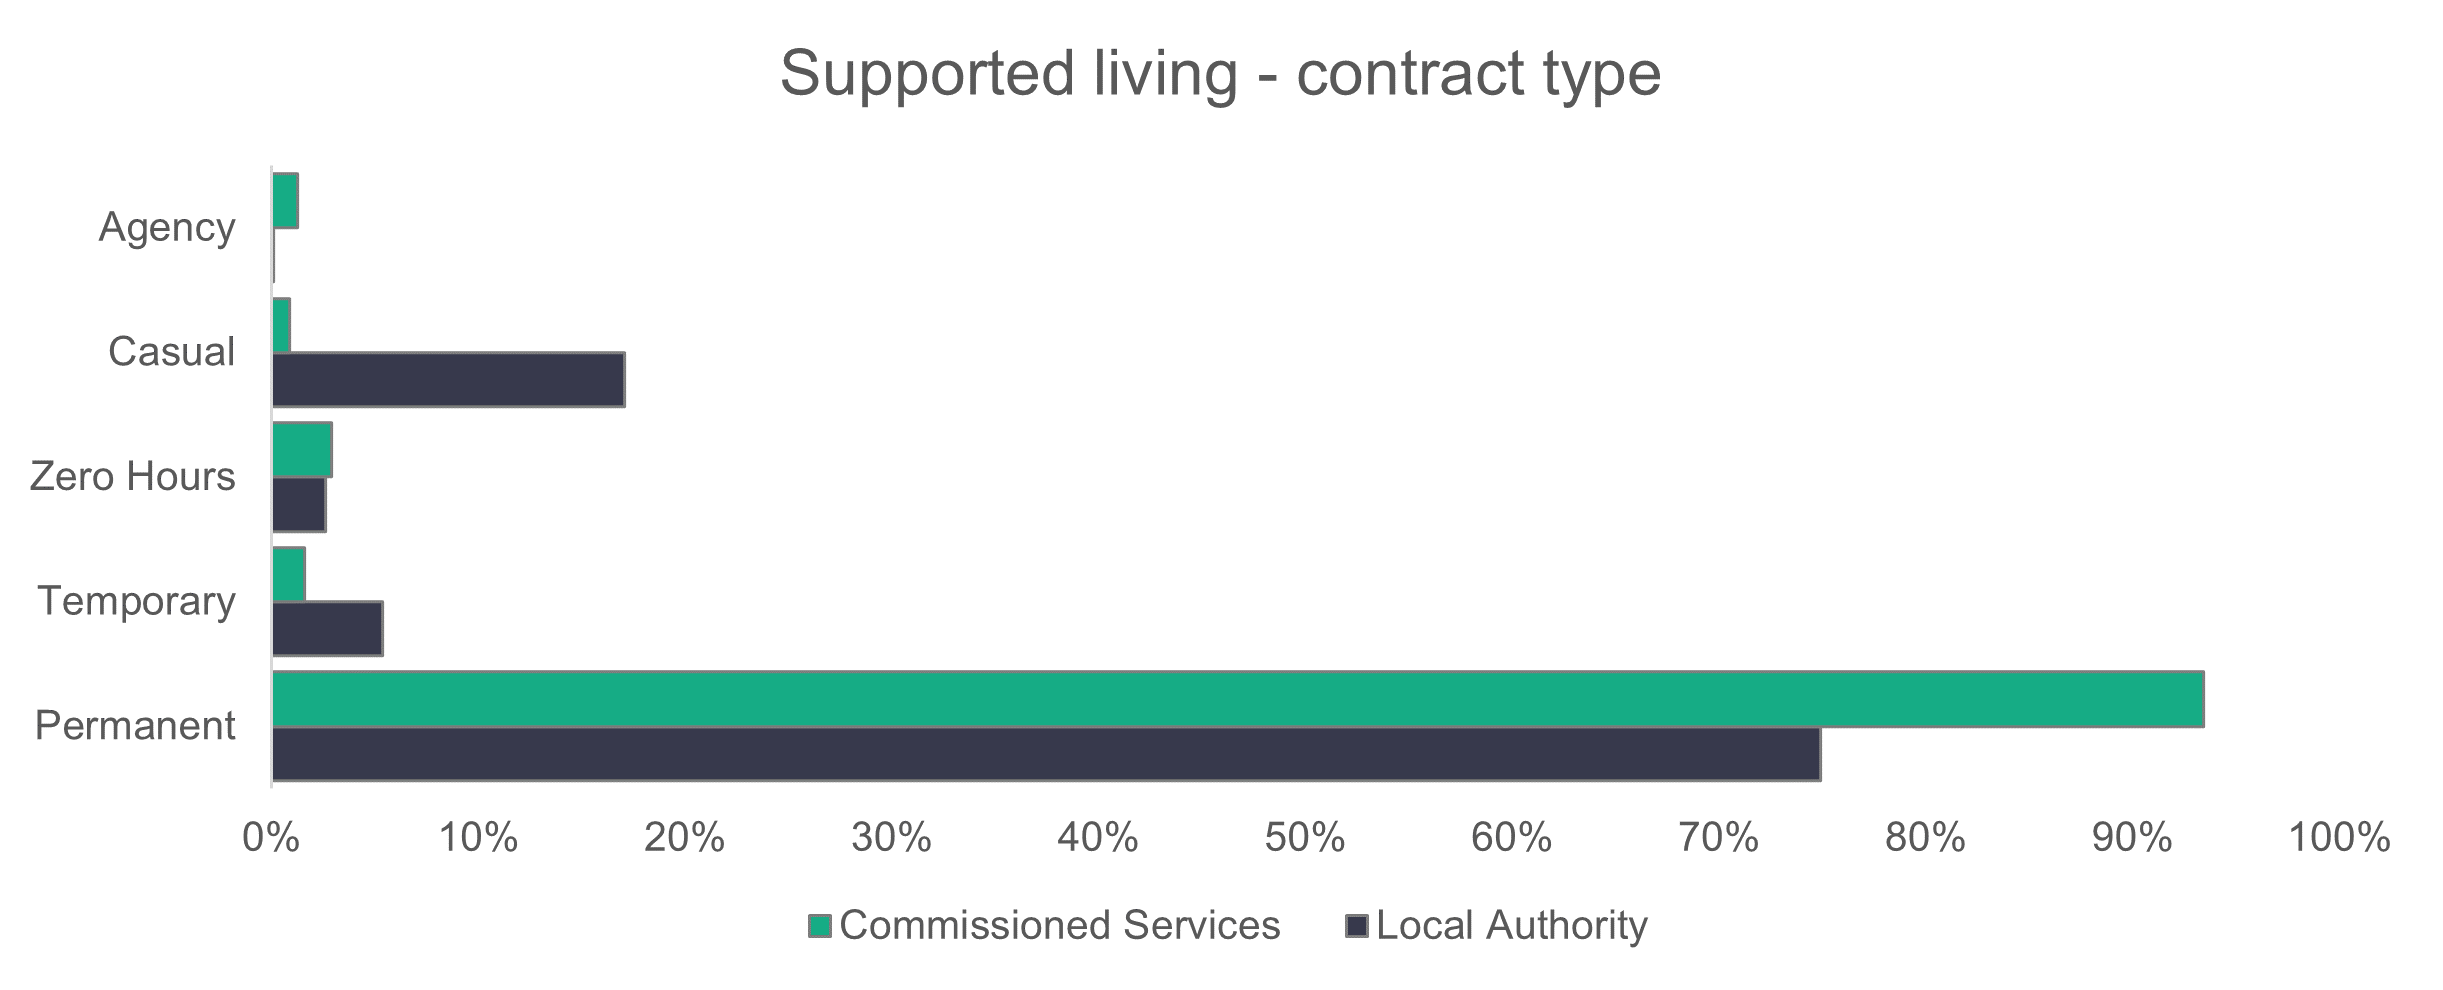 Supported living - contract type
Agency
Casual
Zero Hours
Temporary
Permanent
0% 10% 20% 30% 40% 50% 60% 70% 80% 90% 100%
Commissioned Services Local Authority